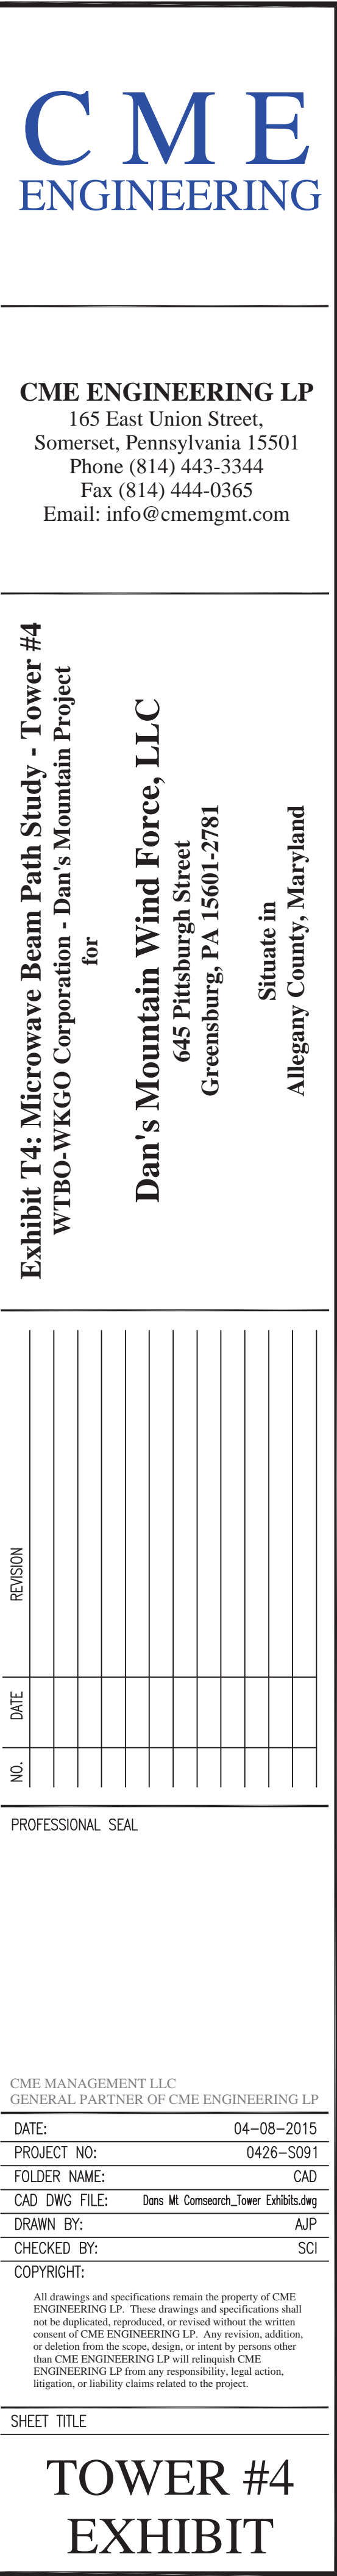 C M E
ENGINEERING
CME ENGINEERING LP
165 East Union Street,
Somerset, Pennsylvania 15501
Phone (814) 443-3344
Fax (814) 444-0365
Email: info@cmemgmt.com
Exhibit T4: Microwave Beam Path Study - Tower #4
WTBO-WKGO Corporation - Dan's Mountain Project
for
Dan's Mountain Wind Force, LLC
645 Pittsburgh Street
Greensburg, PA 15601-2781
Situate in
Allegany County, Maryland
NO. DATE REVISION
PROFESSIONAL SEAL
CME MANAGEMENT LLC
GENERAL PARTNER OF CME ENGINEERING LP
DATE: 04-08-2015
PROJECT NO: 0426-S091
FOLDER NAME: CAD
CAD DWG FILE: Dans Mt Comsearch_Tower Exhibits.dwg
DRAWN BY: AJP
CHECKED BY: SCI
COPYRIGHT:
All drawings and specifications remain the property of CME
ENGINEERING LP. These drawings and specifications shall
not be duplicated, reproduced, or revised without the written
consent of CME ENGINEERING LP. Any revision, addition,
or deletion from the scope, design, or intent by persons other
than CME ENGINEERING LP will relinquish CME
ENGINEERING LP from any responsibility, legal action,
litigation, or liability claims related to the project.
SHEET TITLE
TOWER #4
EXHIBIT